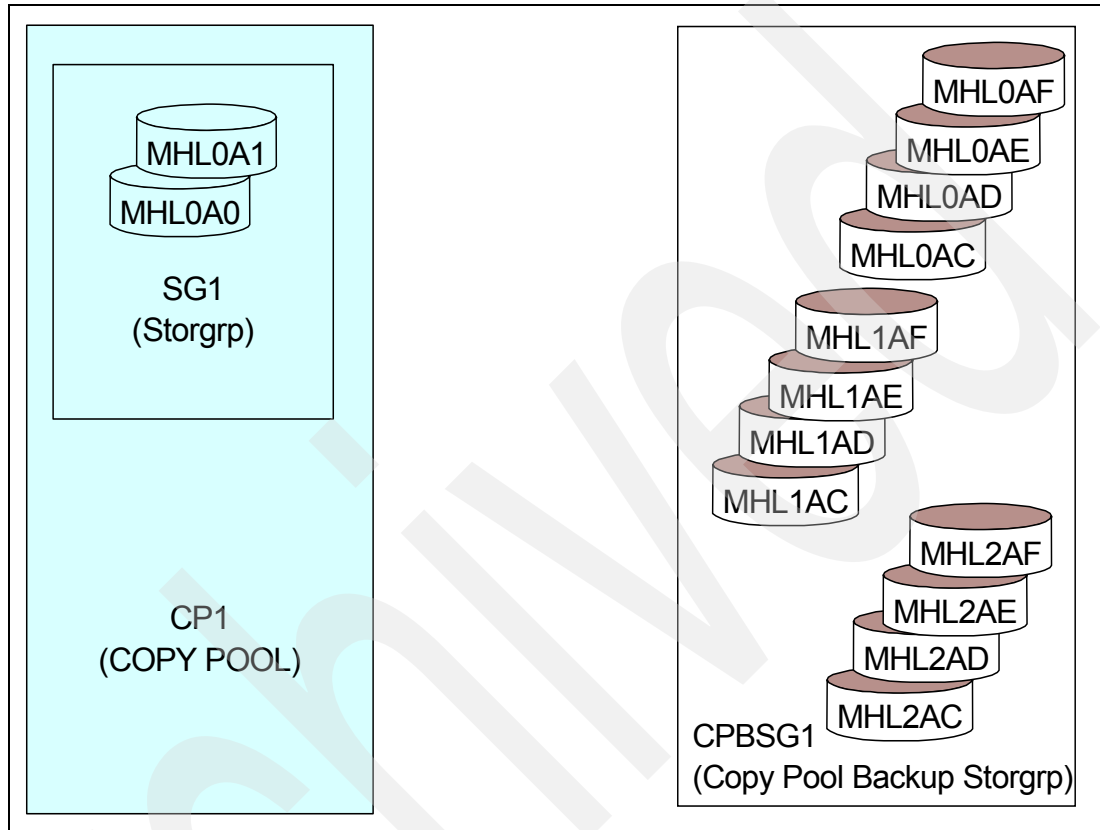 MHL0A1
MHL0A0
SG1
(Storgrp)
CP1
(COPY POOL)
MHL0AF
MHL0AE
MHL0AD
MHL0AC
MHL1AF
MHL1AE
MHL1AD
MHL1AC
MHL2AF
MHL2AE
MHL2AD
MHL2AC
CPBSG1
(Copy Pool Backup Storgrp)